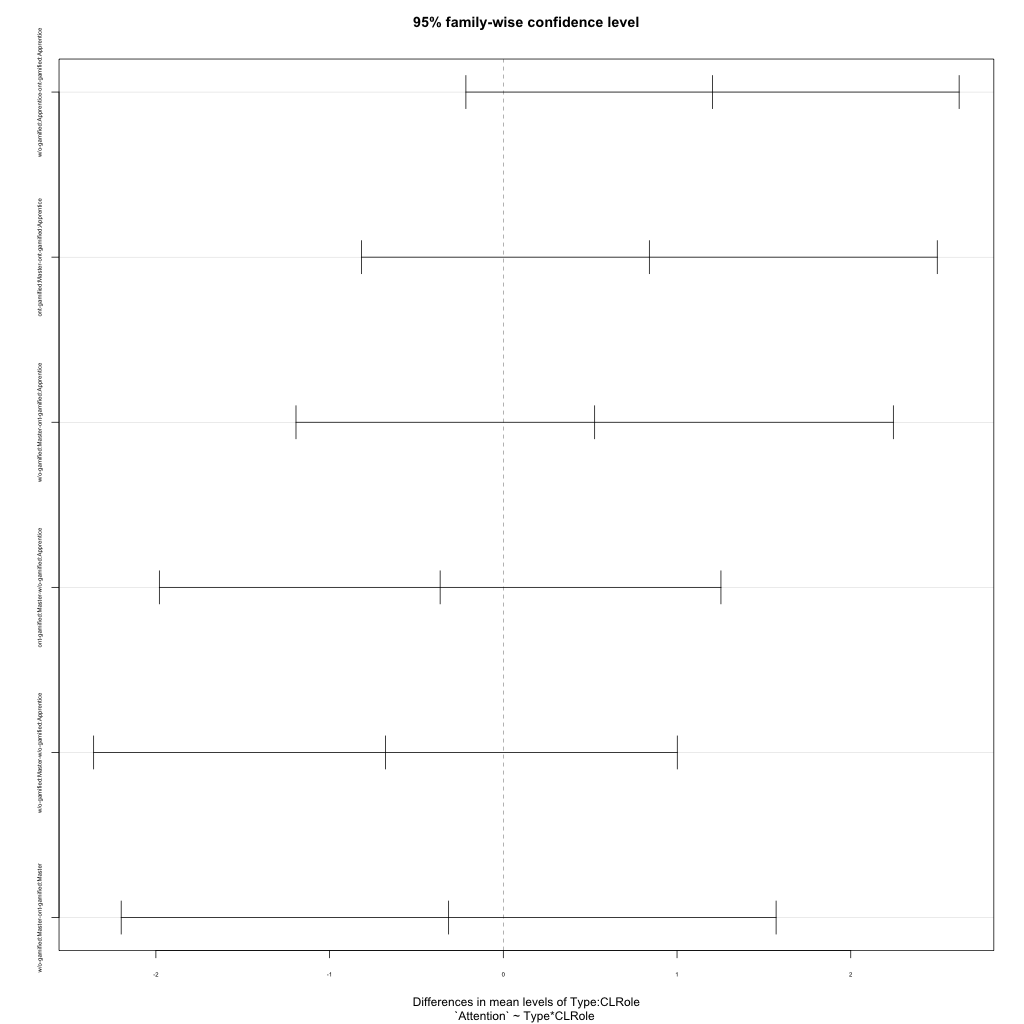 95% family-wise confidence level
w/o-gamified:Apprentice-ont-gamified:Apprentice
ont-gamified:Master-ont-gamified:Apprentice
w/o-gamified:Master-ont-gamified:Apprentice
ont-gamified:Master-w/o-gamified:Apprentice
w/o-gamified:Master-w/o-gamified:Apprentice
w/o-gamified:Master-ont-gamified:Master
-2 -1 0 1 2
Differences in mean levels of Type:CLRole
`Attention` ~ Type*CLRole